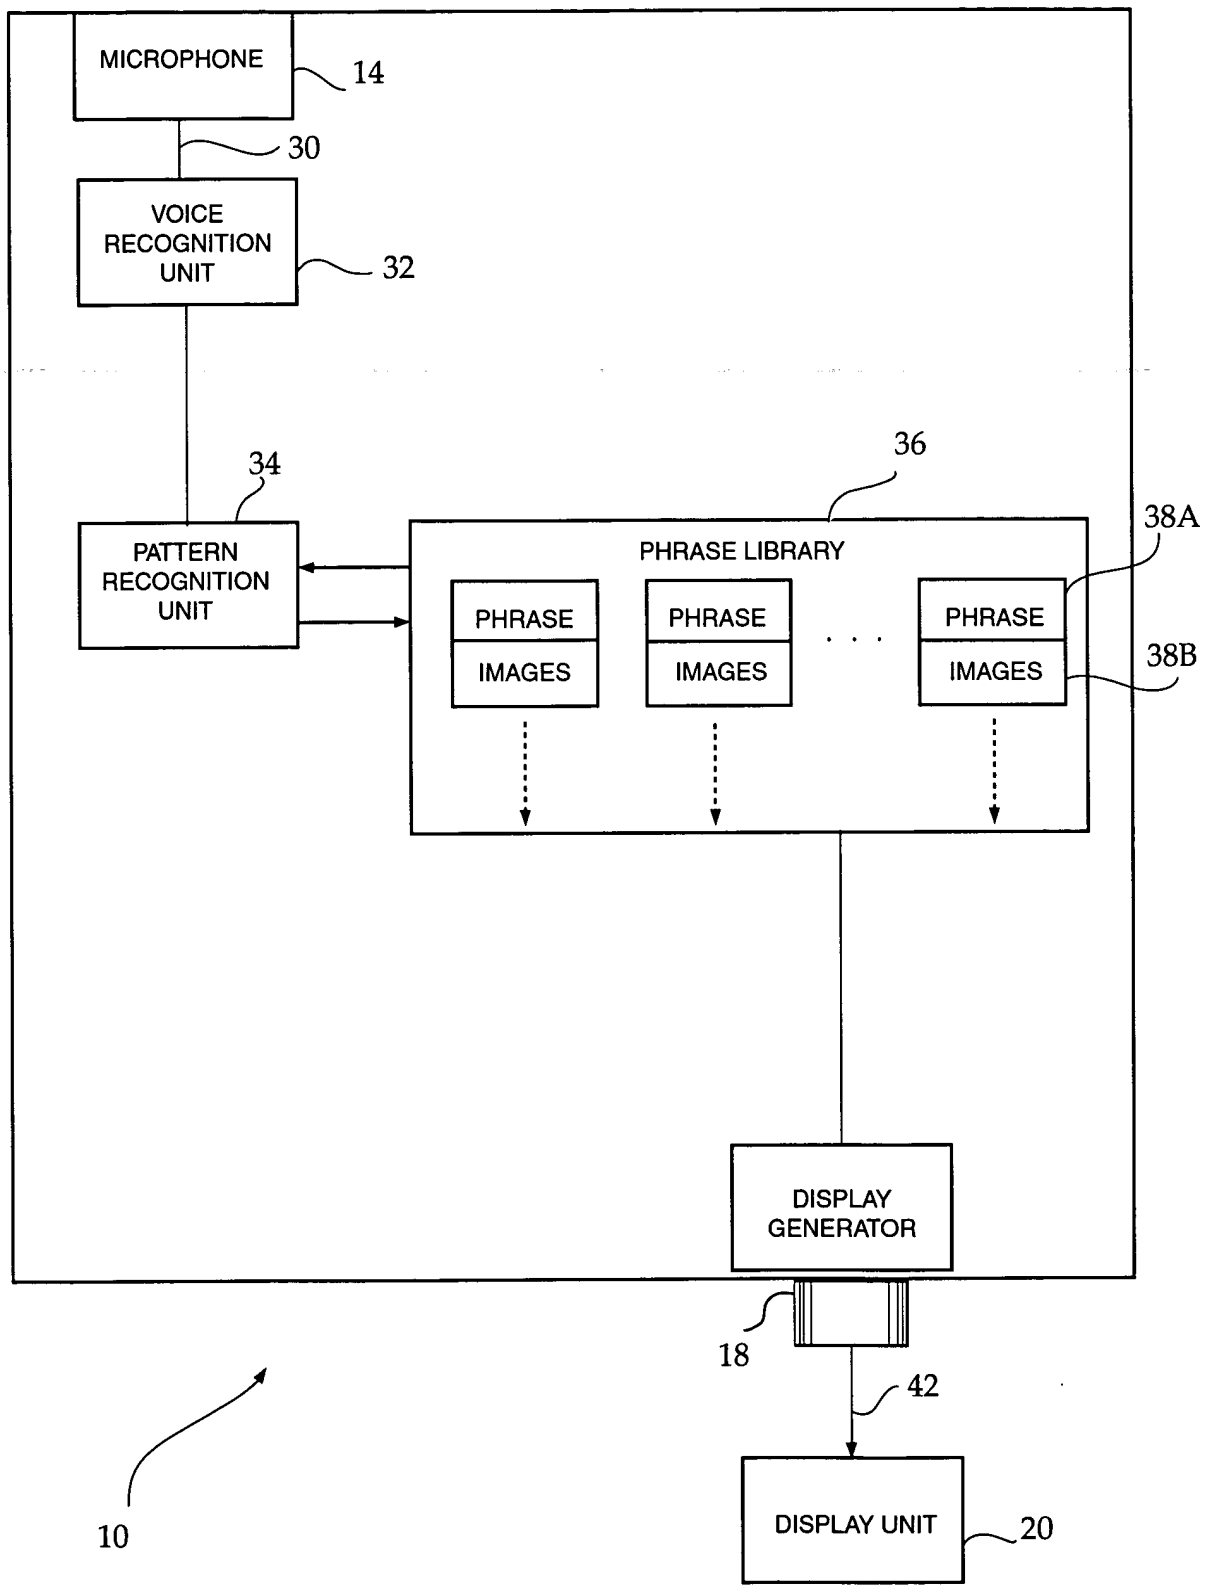 MICROPHONE
14
30
VOICE
RECOGNITION
UNIT
32
34
36
PATTERN
RECOGNITION
UNIT
PHRASE LIBRARY
38A
PHRASE
PHRASE
. . .
PHRASE
IMAGES
IMAGES
IMAGES
38B
DISPLAY
GENERATOR
18
42
10
DISPLAY UNIT
20